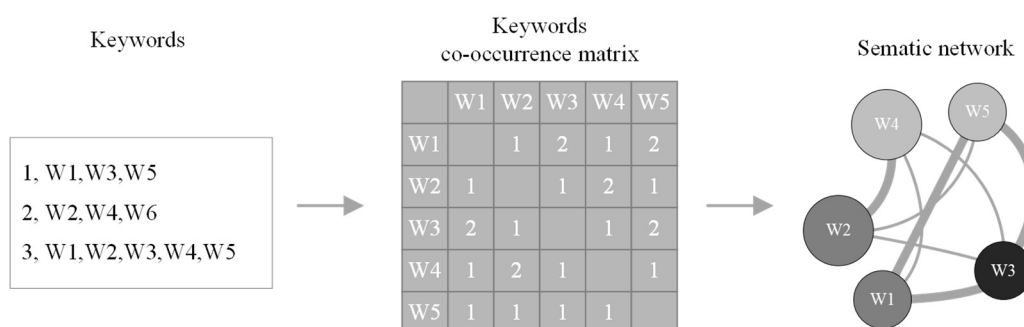 Keywords
1, W1,W3,W5
2, W2,W4,W6
3, W1,W2,W3,W4,W5
Keywords
co-occurrence matrix
W1 W2 W3 W4 W5
W1 1 2 1 2
W2 1 1 2 1
W3 2 1 1 2
W4 1 2 1 1
W5 1 1 1 1
Sematic network
W4
W5
W2
W3
W1